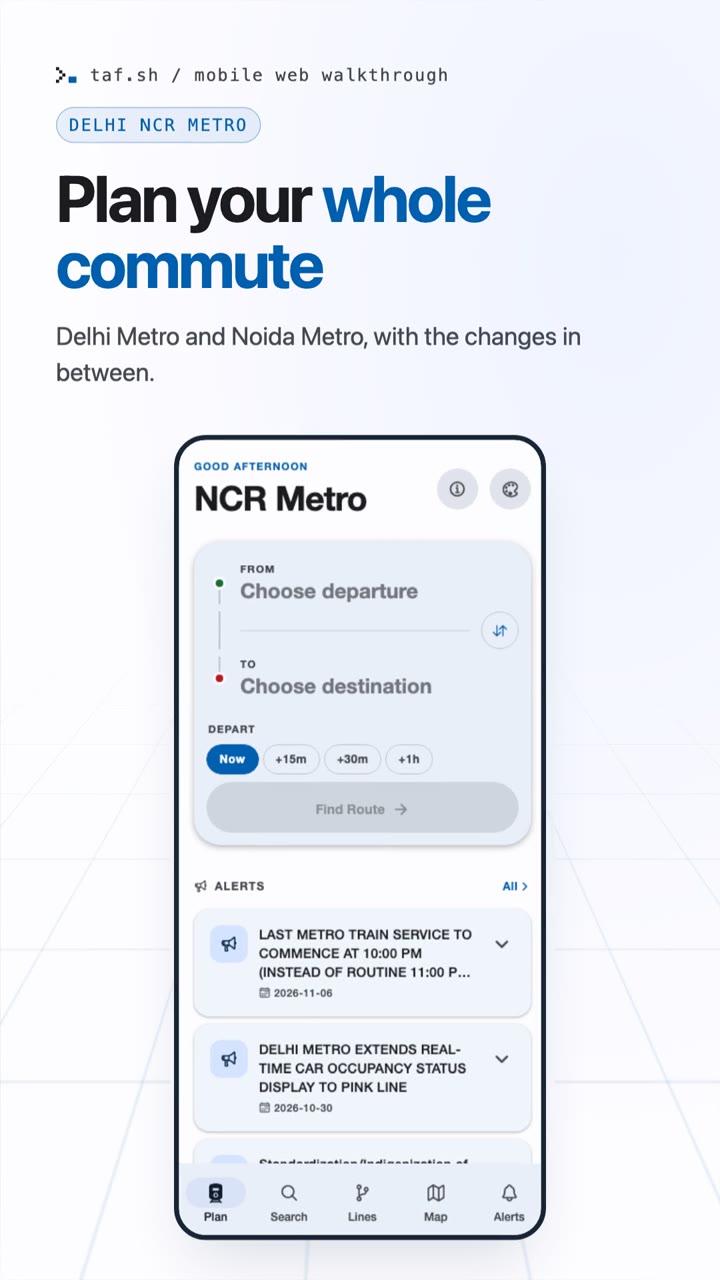 taf.sh / mobile web walkthrough
DELHI NCR METRO
Plan your whole
commute
Delhi Metro and Noida Metro, with the changes in
between.
GOOD AFTERNOON
NCR Metro
FROM
Choose departure
TO
Choose destination
DEPART
Now +15m +30m +1h
Find Route →
ALERTS All >
LAST METRO TRAIN SERVICE TO
COMMENCE AT 10:00 PM
(INSTEAD OF ROUTINE 11:00 P...
2026-11-06
DELHI METRO EXTENDS REAL-
TIME CAR OCCUPANCY STATUS
DISPLAY TO PINK LINE
2026-10-30
Standardization/Indigenization of
Plan Search Lines Map Alerts